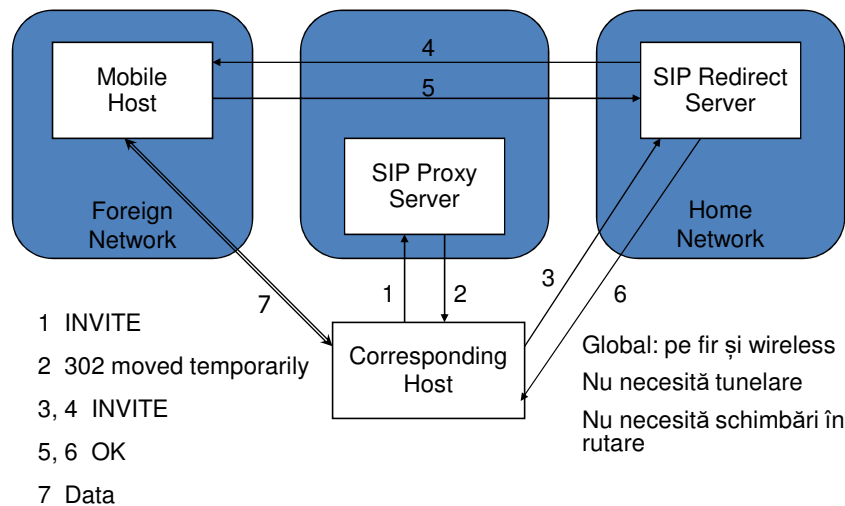 Mobile
Host
4
5
SIP Redirect
Server
SIP Proxy
Server
Foreign
Network
Home
Network
7
1
2
3
6
Corresponding
Host
1 INVITE
2 302 moved temporarily
3, 4 INVITE
5, 6 OK
7 Data
Global: pe fir și wireless
Nu necesită tunelare
Nu necesită schimbări în
rutare